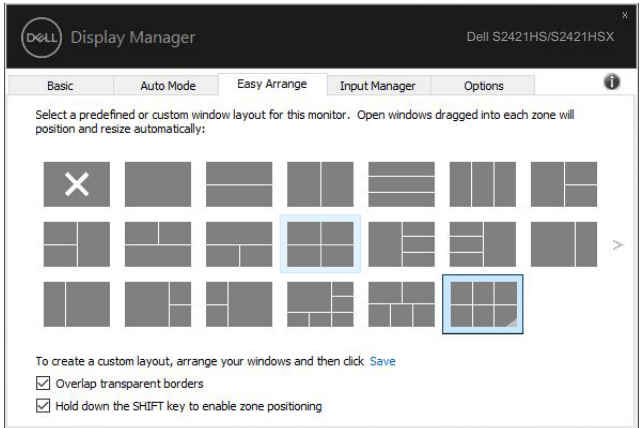 x
DELL Display Manager Dell S2421HS/S2421HSX
Basic Auto Mode Easy Arrange Input Manager Options i
Select a predefined or custom window layout for this monitor. Open windows dragged into each zone will
position and resize automatically:
>
To create a custom layout, arrange your windows and then click Save
Overlap transparent borders
Hold down the SHIFT key to enable zone positioning